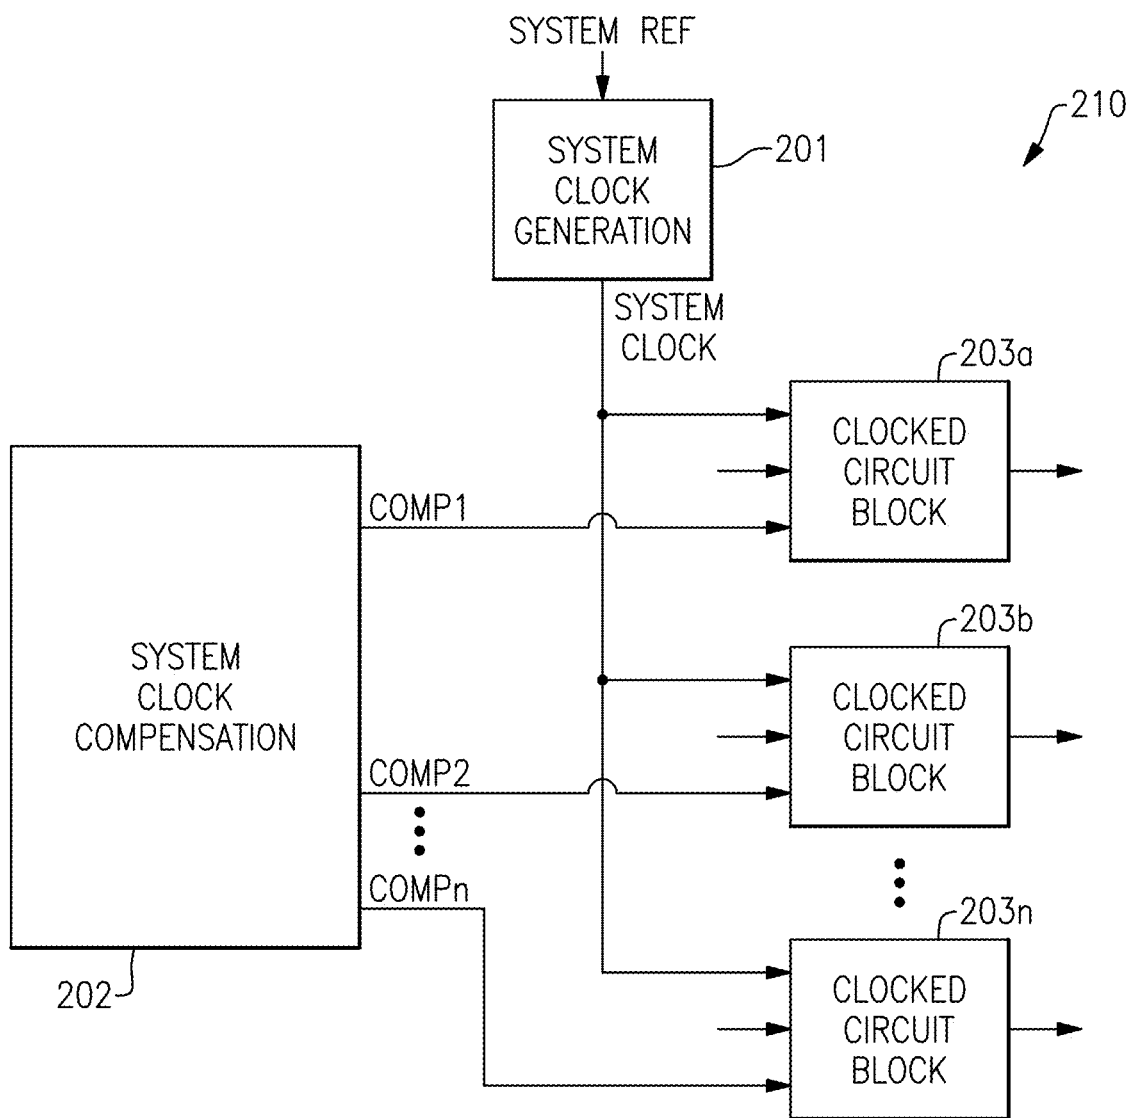 SYSTEM REF
210
SYSTEM
CLOCK
GENERATION
201
SYSTEM
CLOCK
203a
CLOCKED
CIRCUIT
BLOCK
COMP1
203b
SYSTEM
CLOCK
COMPENSATION
CLOCKED
CIRCUIT
BLOCK
COMP2
COMPn
203n
202
CLOCKED
CIRCUIT
BLOCK